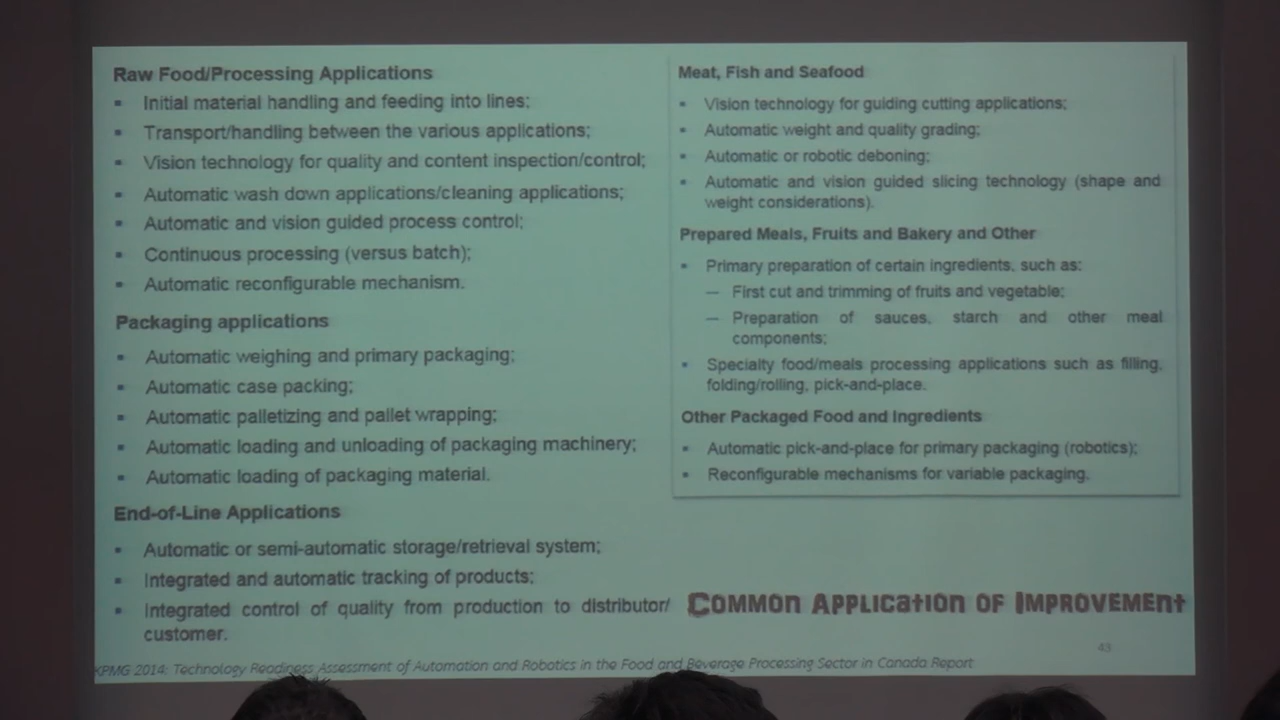 Raw Food/Processing Applications
▪ Initial material handling and feeding into lines;
▪ Transport/handling between the various applications;
▪ Vision technology for quality and content inspection/control;
▪ Automatic wash down applications/cleaning applications;
▪ Automatic and vision guided process control;
▪ Continuous processing (versus batch);
▪ Automatic reconfigurable mechanism.
Packaging applications
▪ Automatic weighing and primary packaging;
▪ Automatic case packing;
▪ Automatic palletizing and pallet wrapping;
▪ Automatic loading and unloading of packaging machinery;
▪ Automatic loading of packaging material.
End-of-Line Applications
▪ Automatic or semi-automatic storage/retrieval system;
▪ Integrated and automatic tracking of products;
▪ Integrated control of quality from production to distributor/
customer.
Meat, Fish and Seafood
▪ Vision technology for guiding cutting applications;
▪ Automatic weight and quality grading;
▪ Automatic or robotic deboning;
▪ Automatic and vision guided slicing technology (shape and
weight considerations).
Prepared Meals, Fruits and Bakery and Other
▪ Primary preparation of certain ingredients, such as:
— First cut and trimming of fruits and vegetable;
— Preparation of sauces, starch and other meal
components;
▪ Specialty food/meals processing applications such as filling,
folding/rolling, pick-and-place.
Other Packaged Food and Ingredients
▪ Automatic pick-and-place for primary packaging (robotics);
▪ Reconfigurable mechanisms for variable packaging.
Common Application of Improvement
43
KPMG 2014: Technology Readiness Assessment of Automation and Robotics in the Food and Beverage Processing Sector in Canada Report